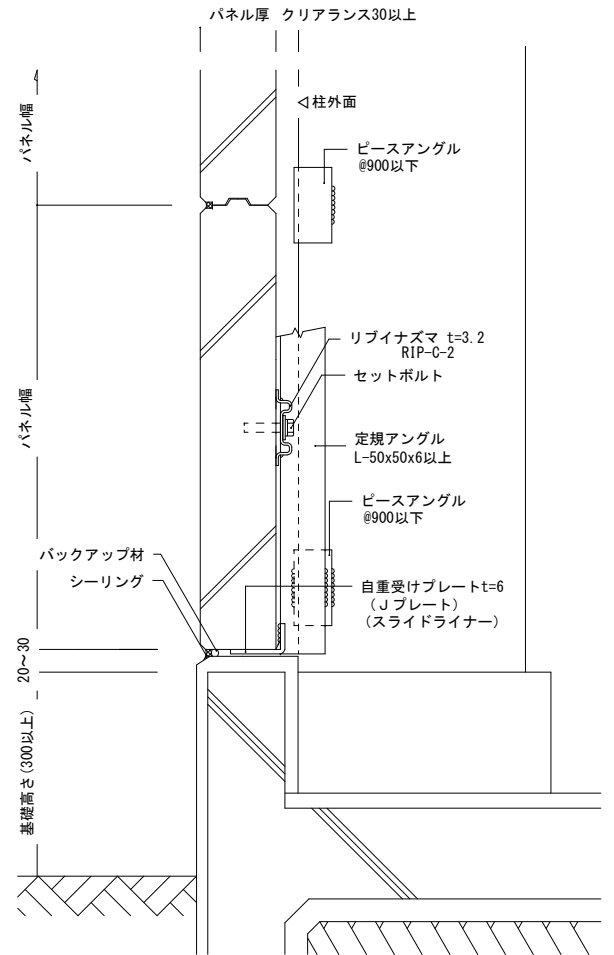 パネル厚 クリアランス30以上
◁柱外面
パネル幅
ピースアングル
@900以下
リブイナズマ t=3.2
RIP-C-2
セットボルト
パネル幅
定規アングル
L-50x50x6以上
ピースアングル
@900以下
バックアップ材
シーリング
自重受けプレートt=6
(Jプレート)
(スライドライナー)
20~30
基礎高さ(300以上)